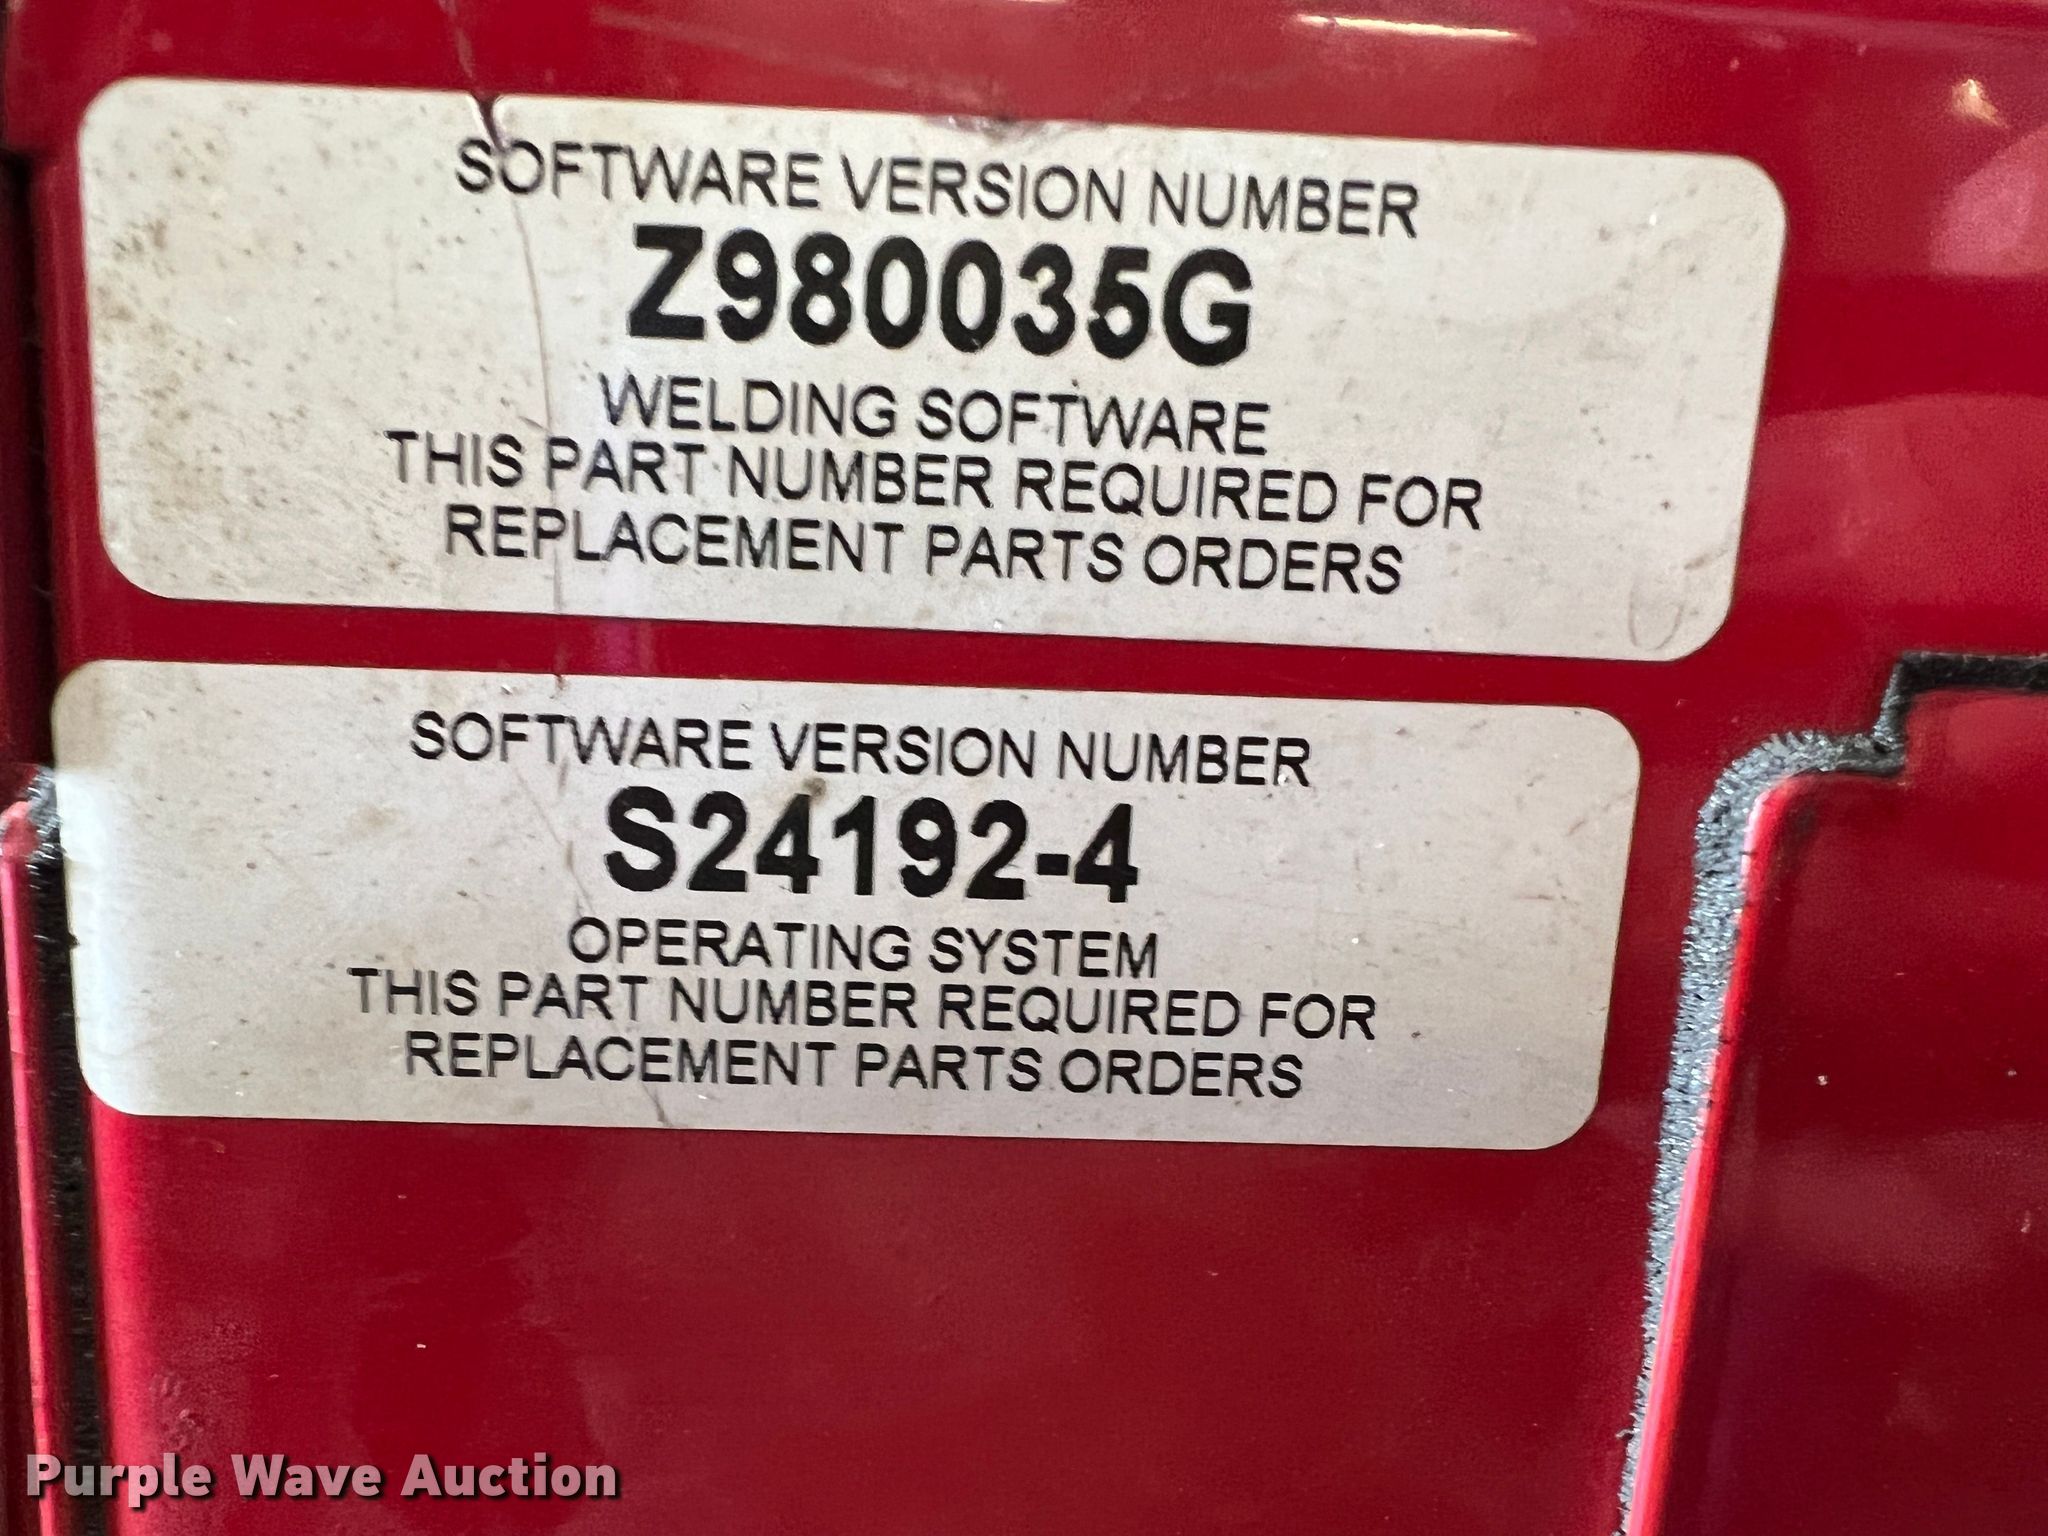 SOFTWARE VERSION NUMBER
Z980035G
WELDING SOFTWARE
THIS PART NUMBER REQUIRED FOR
REPLACEMENT PARTS ORDERS
SOFTWARE VERSION NUMBER
S24192-4
OPERATING SYSTEM
THIS PART NUMBER REQUIRED FOR
REPLACEMENT PARTS ORDERS
Purple Wave Auction